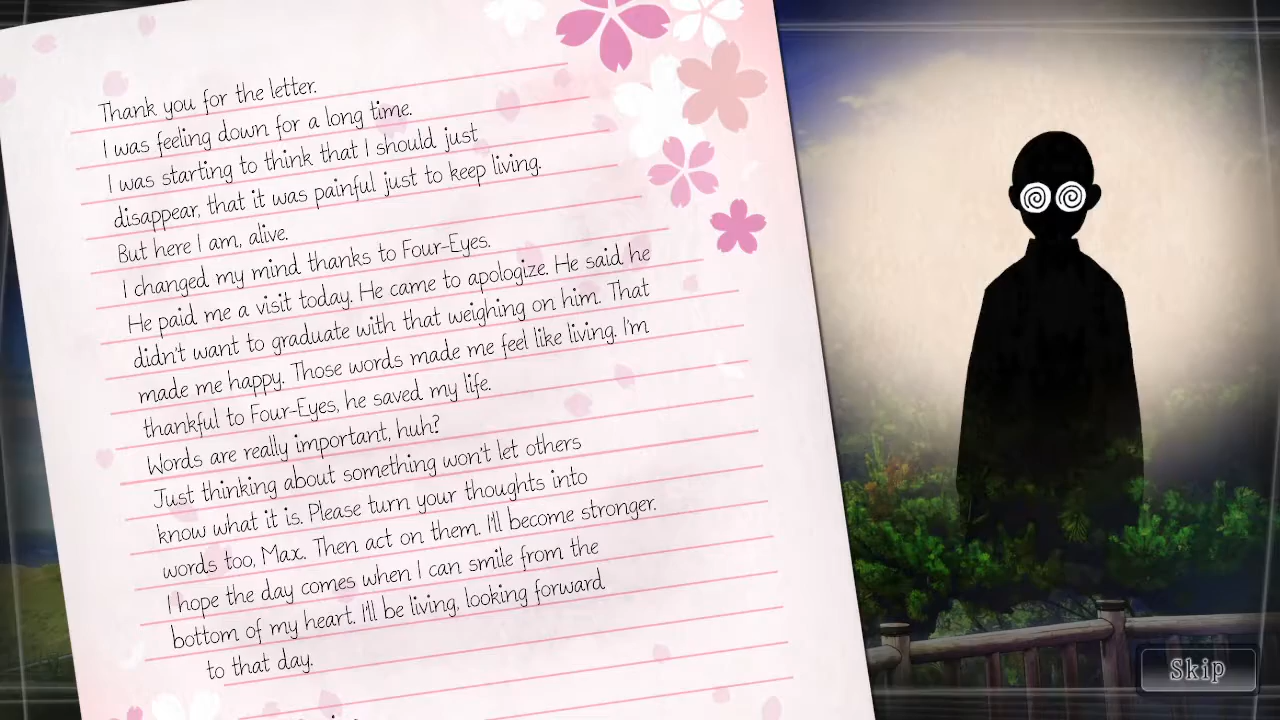 Thank you for the letter.
I was feeling down for a long time.
I was starting to think that I should just
disappear, that it was painful just to keep living.
But here I am, alive.
I changed my mind thanks to Four-Eyes.
He paid me a visit today. He came to apologize. He said he
didn't want to graduate with that weighing on him. That
made me happy. Those words made me feel like living. I'm
thankful to Four-Eyes, he saved my life.
Words are really important, huh?
Just thinking about something won't let others
know what it is. Please turn your thoughts into
words too, Max. Then act on them. I'll become stronger.
I hope the day comes when I can smile from the
bottom of my heart. I'll be living, looking forward
to that day.
Skip